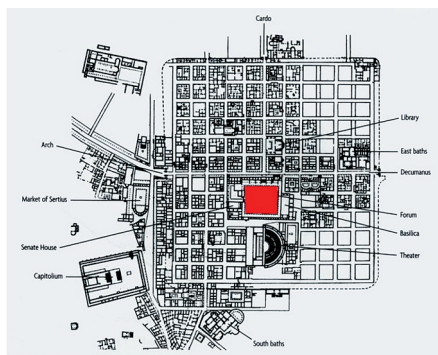 Cardo
Library
Arch
East baths
Decumanus
Market of Sertius
Forum
Basilica
Senate House
Theater
Capitolium
South baths